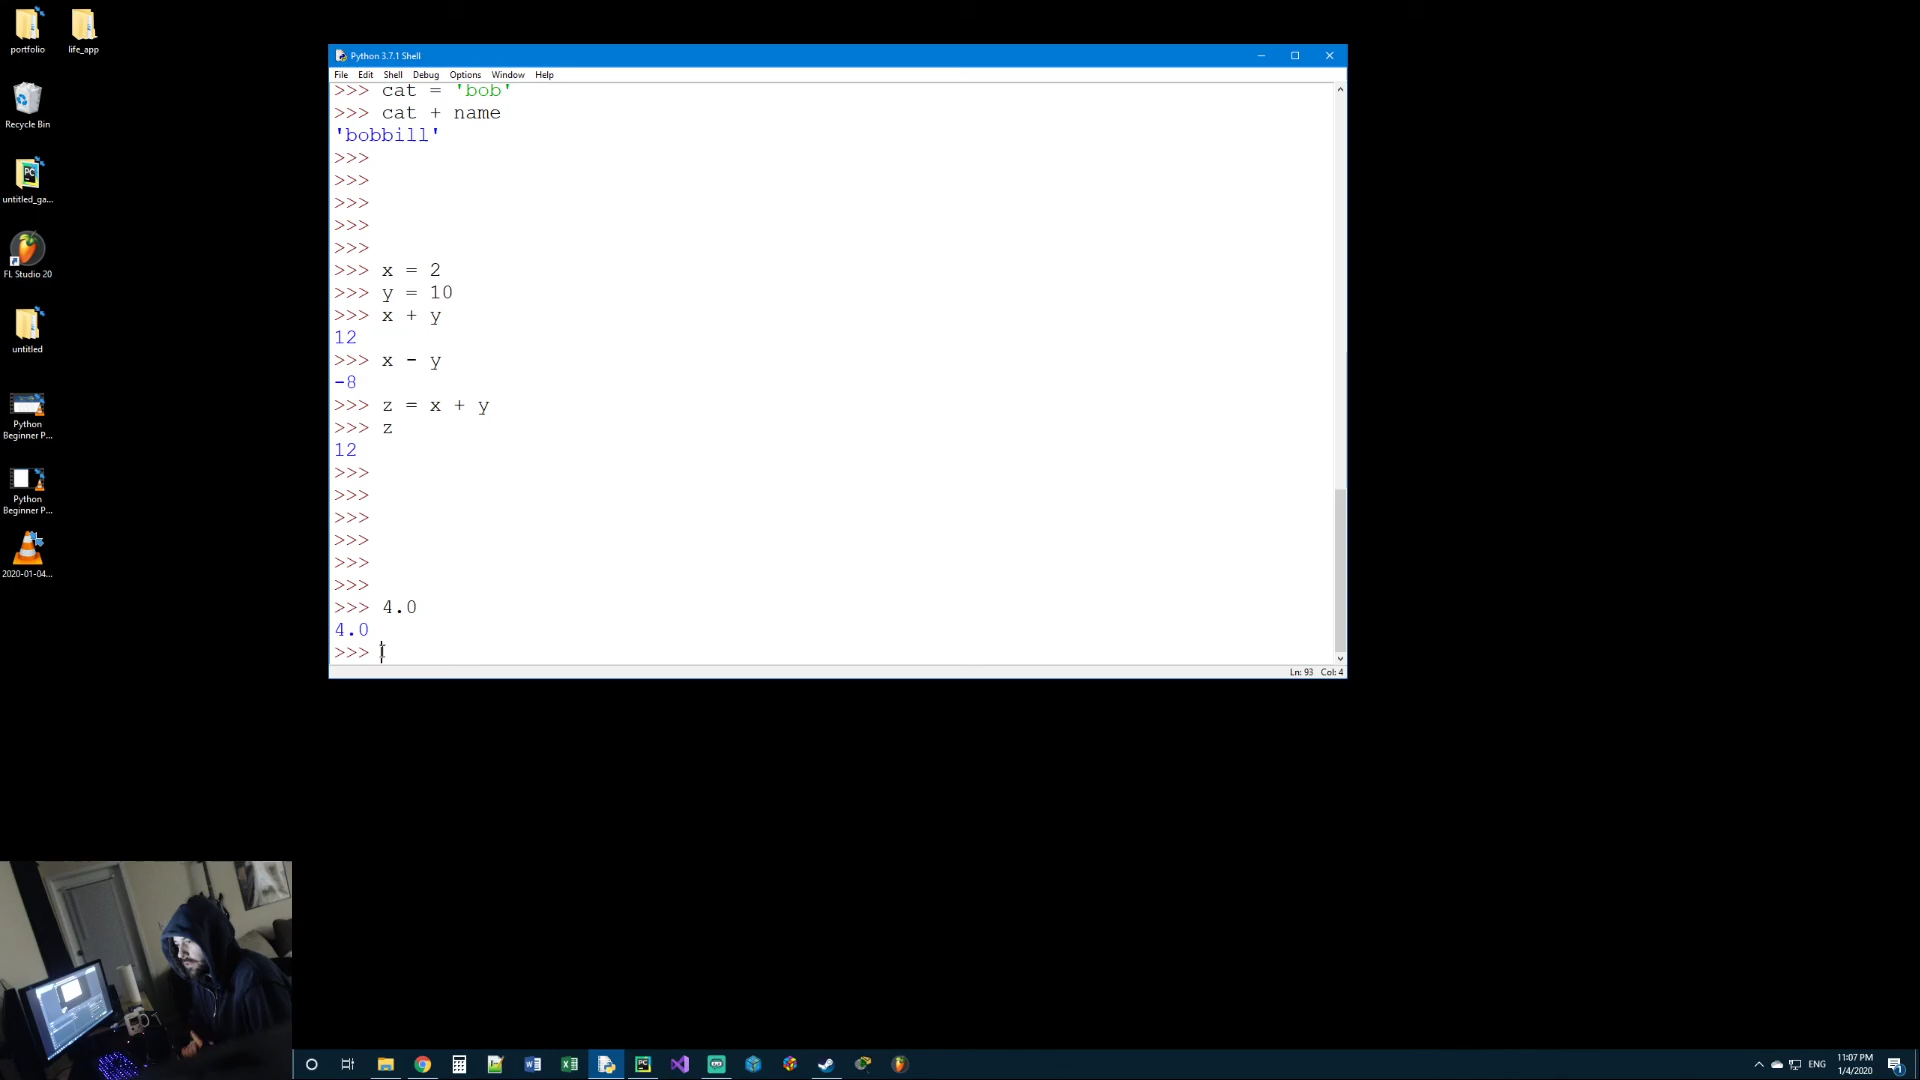 portfolio
life_app
Recycle Bin
untitled_ga...
FL Studio 20
untitled
Python
Beginner P...
Python
Beginner P...
2020-01-04...
Python 3.7.1 Shell
File Edit Shell Debug Options Window Help
>>> cat = 'bob'
>>> cat + name
'bobbill'
>>>
>>>
>>>
>>>
>>>
>>> x = 2
>>> y = 10
>>> x + y
12
>>> x - y
-8
>>> z = x + y
>>> z
12
>>>
>>>
>>>
>>>
>>>
>>>
>>> 4.0
4.0
>>>
Ln: 93 Col: 4
ENG
11:07 PM
1/4/2020